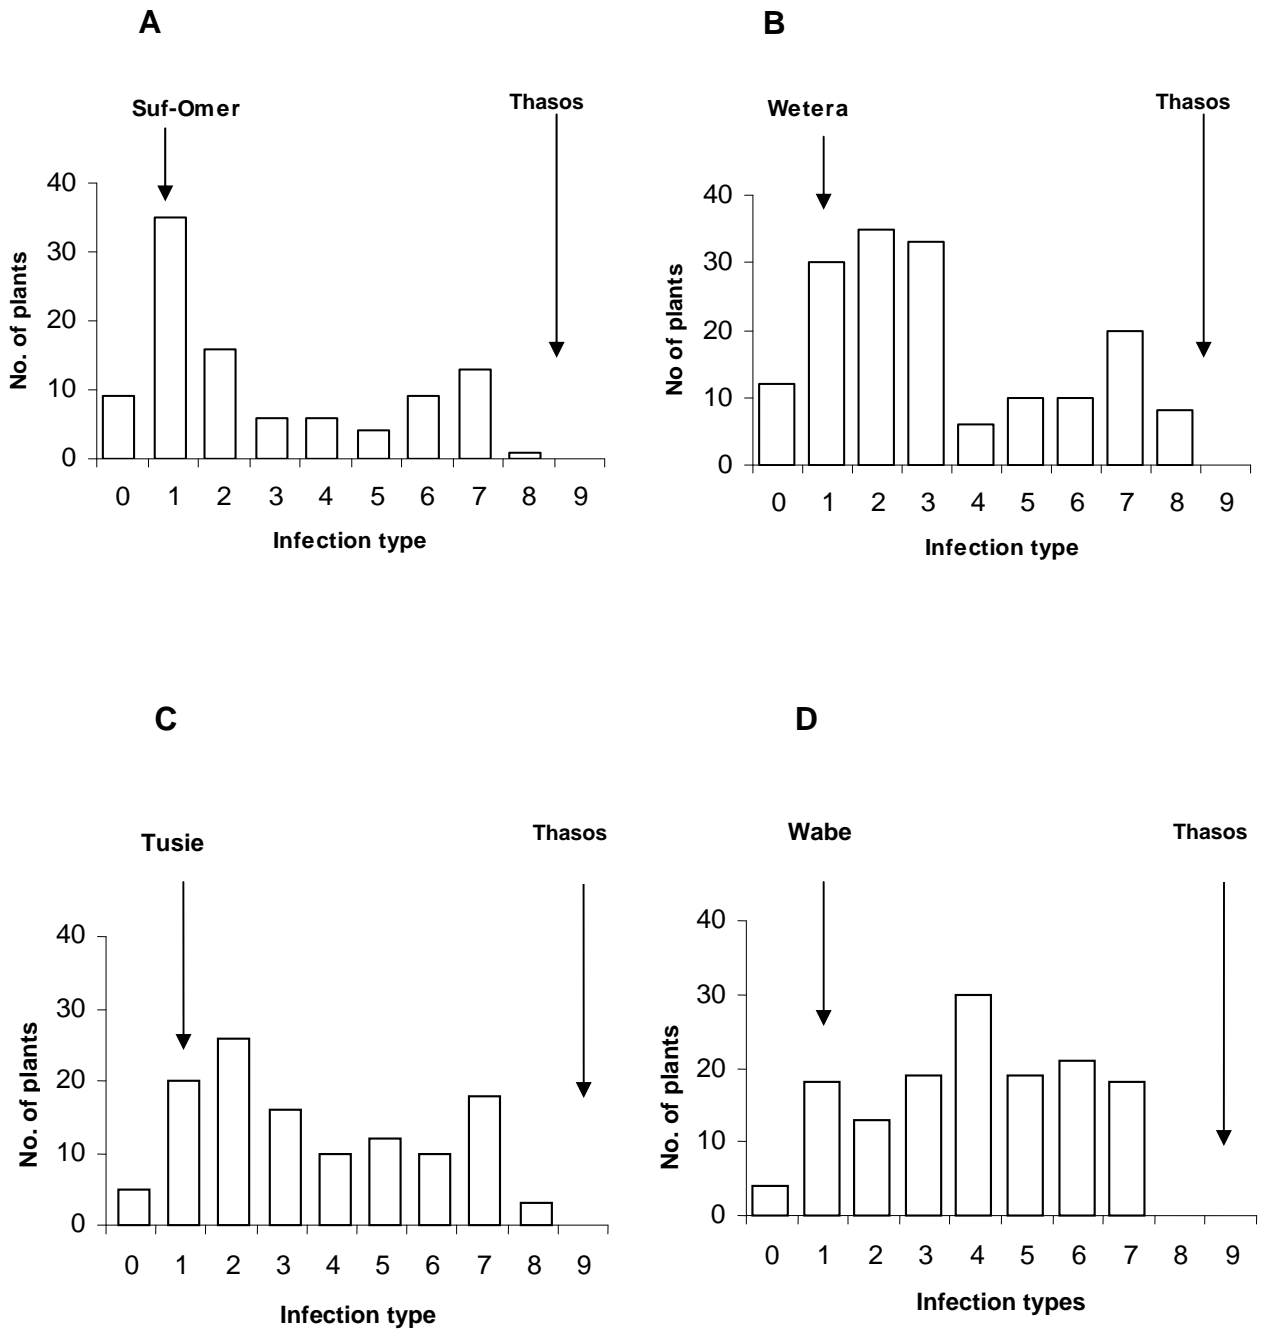 A
Suf-Omer
Thasos
40
30
20
10
0
No. of plants
0 1 2 3 4 5 6 7 8 9
Infection type
B
Wetera
Thasos
40
30
20
10
0
No of plants
0 1 2 3 4 5 6 7 8 9
Infection type
C
Tusie
Thasos
40
30
20
10
0
No. of plants
0 1 2 3 4 5 6 7 8 9
Infection type
D
Wabe
Thasos
40
30
20
10
0
No. of plants
0 1 2 3 4 5 6 7 8 9
Infection types